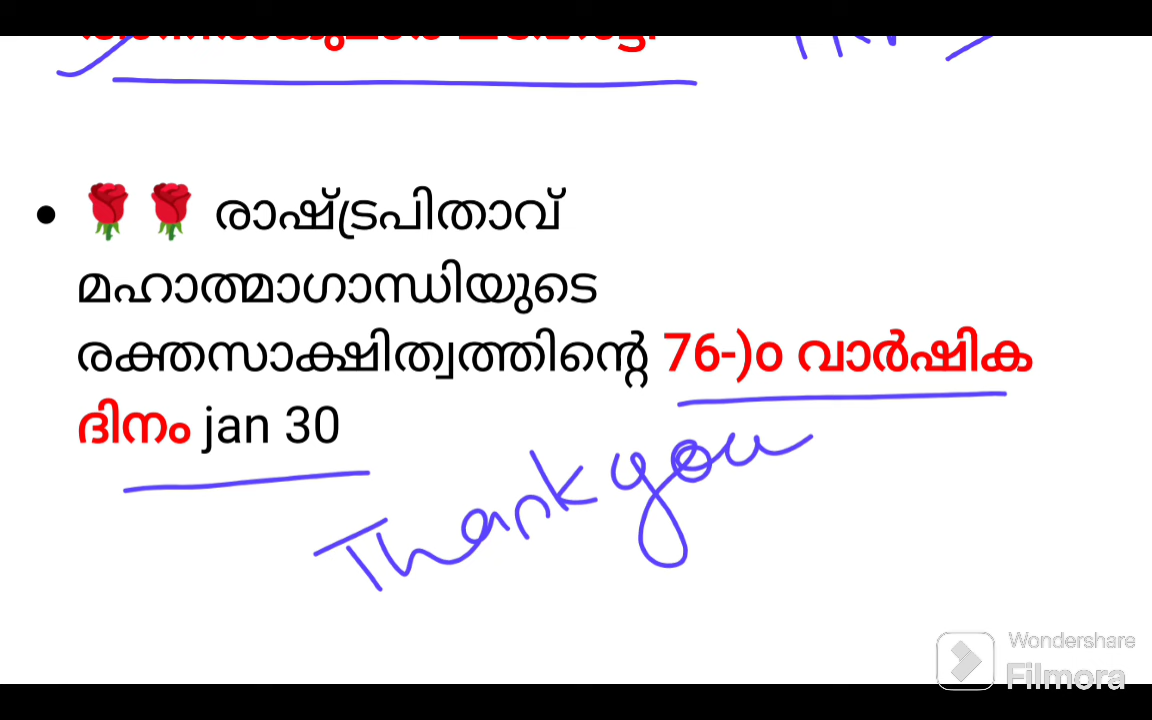 🌹🌹 രാഷ്ട്രപിതാവ്
മഹാത്മാഗാന്ധിയുടെ
രക്തസാക്ഷിത്വത്തിന്റെ 76-)o വാർഷിക
ദിനം jan 30
Thank you
Wondershare
Filmora